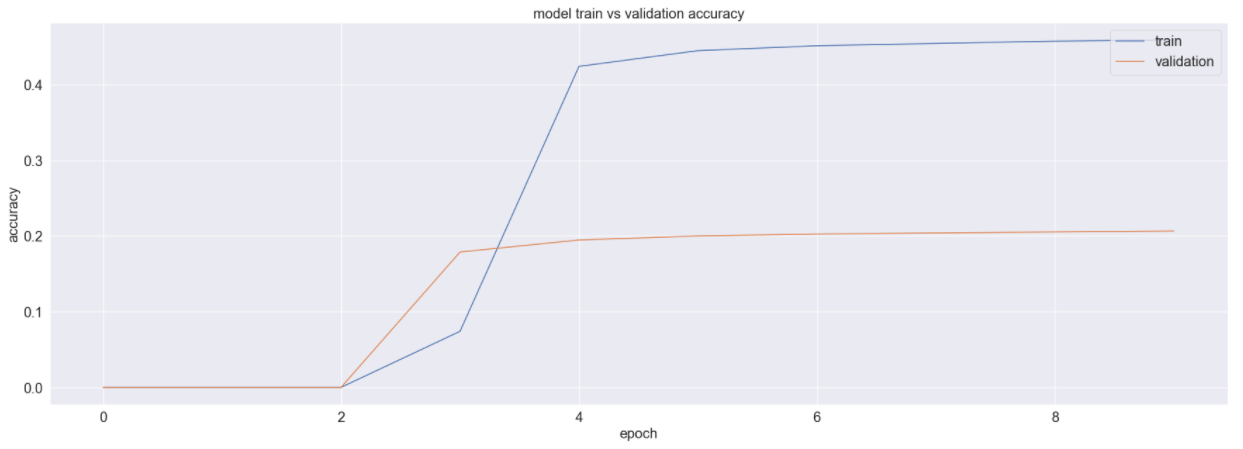 model train vs validation accuracy
train
validation
accuracy
0.4
0.3
0.2
0.1
0.0
0 2 4 6 8
epoch